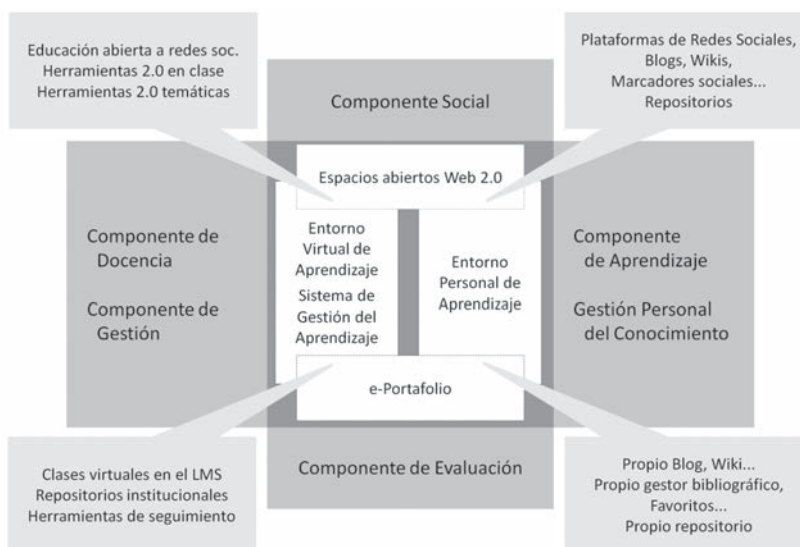 Educación abierta a redes soc.
Herramientas 2.0 en clase
Herramientas 2.0 temáticas
Plataformas de Redes Sociales,
Blogs, Wikis,
Marcadores sociales...
Repositorios
Componente Social
Espacios abiertos Web 2.0
Componente de
Docencia
Componente de
Gestión
Entorno
Virtual de
Aprendizaje
Sistema de
Gestión del
Aprendizaje
Entorno
Personal de
Aprendizaje
Componente
de Aprendizaje
Gestión Personal
del Conocimiento
e-Portafolio
Componente de Evaluación
Clases virtuales en el LMS
Repositorios institucionales
Herramientas de seguimiento
Propio Blog, Wiki...
Propio gestor bibliográfico,
Favoritos...
Propio repositorio